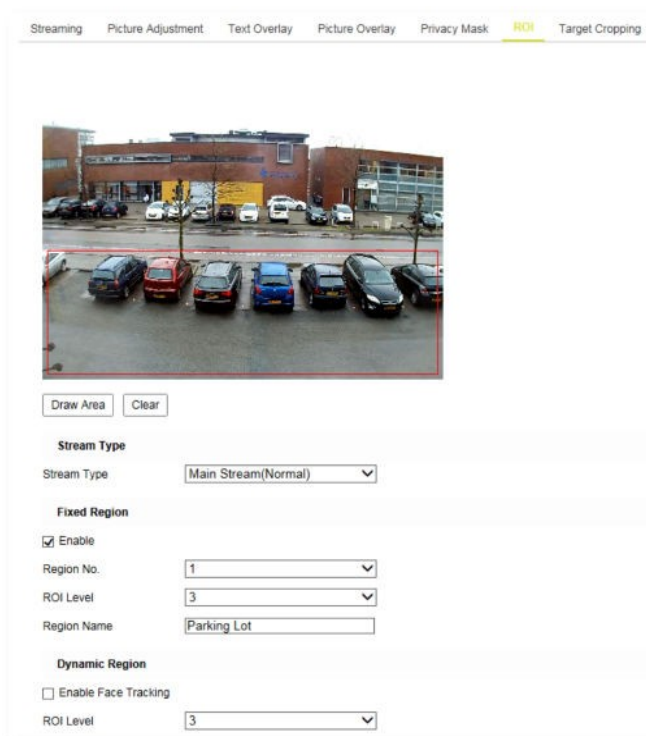 Streaming Picture Adjustment Text Overlay Picture Overlay Privacy Mask ROI Target Cropping
Draw Area Clear
Stream Type
Stream Type Main Stream(Normal)
Fixed Region
Enable
Region No. 1
ROI Level 3
Region Name Parking Lot
Dynamic Region
Enable Face Tracking
ROI Level 3